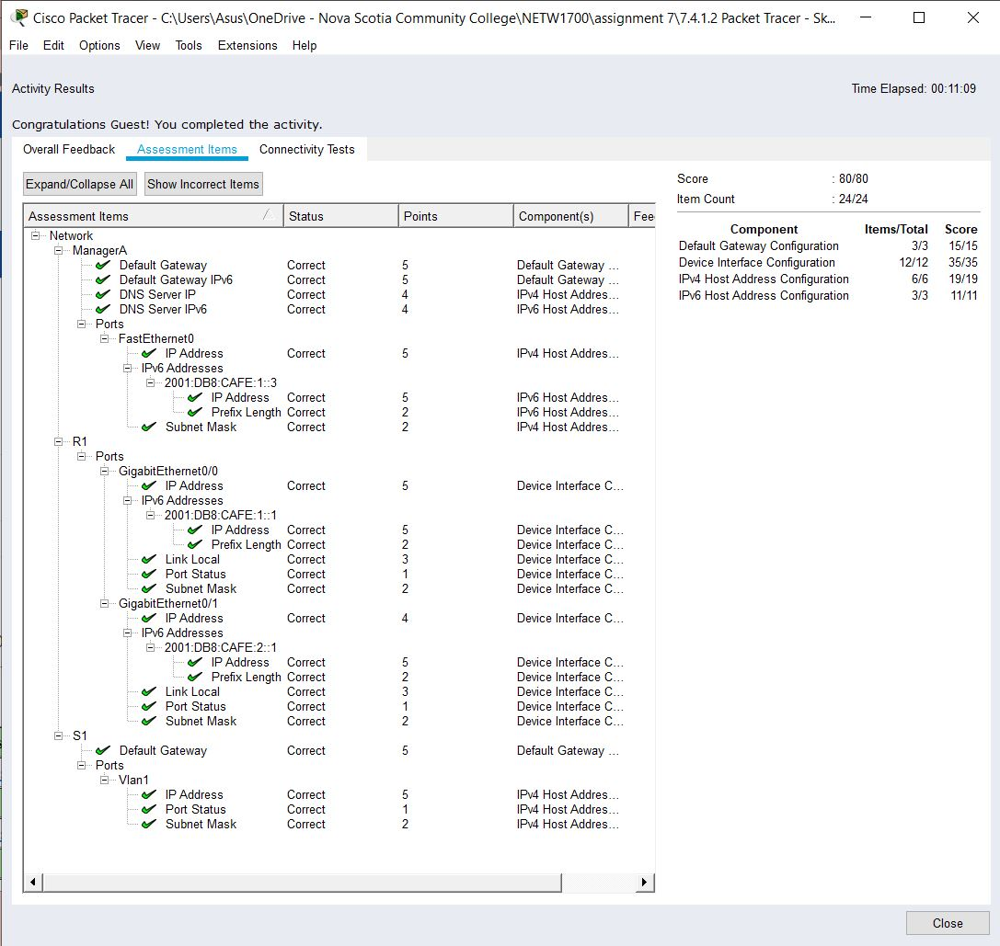 Cisco Packet Tracer - C:\Users\Asus\OneDrive - Nova Scotia Community College\NETW1700\assignment 7\7.4.1.2 Packet Tracer - Sk...
File Edit Options View Tools Extensions Help
Activity Results
Time Elapsed: 00:11:09
Congratulations Guest! You completed the activity.
Overall Feedback Assessment Items Connectivity Tests
Expand/Collapse All Show Incorrect Items
Assessment Items Status Points Component(s) Fee
Network
ManagerA
Default Gateway Correct 5 Default Gateway ...
Default Gateway IPv6 Correct 5 Default Gateway ...
DNS Server IP Correct 4 IPv4 Host Addres...
DNS Server IPv6 Correct 4 IPv6 Host Addres...
Ports
FastEthernet0
IP Address Correct 5 IPv4 Host Addres...
IPv6 Addresses
2001:DB8:CAFE:1::3
IP Address Correct 5 IPv6 Host Addres...
Prefix Length Correct 2 IPv6 Host Addres...
Subnet Mask Correct 2 IPv4 Host Addres...
R1
Ports
GigabitEthernet0/0
IP Address Correct 5 Device Interface C...
IPv6 Addresses
2001:DB8:CAFE:1::1
IP Address Correct 5 Device Interface C...
Prefix Length Correct 2 Device Interface C...
Link Local Correct 3 Device Interface C...
Port Status Correct 1 Device Interface C...
Subnet Mask Correct 2 Device Interface C...
GigabitEthernet0/1
IP Address Correct 4 Device Interface C...
IPv6 Addresses
2001:DB8:CAFE:2::1
IP Address Correct 5 Device Interface C...
Prefix Length Correct 2 Device Interface C...
Link Local Correct 3 Device Interface C...
Port Status Correct 1 Device Interface C...
Subnet Mask Correct 2 Device Interface C...
S1
Default Gateway Correct 5 Default Gateway ...
Ports
Vlan1
IP Address Correct 5 IPv4 Host Addres...
Port Status Correct 1 IPv4 Host Addres...
Subnet Mask Correct 2 IPv4 Host Addres...
Score : 80/80
Item Count : 24/24
Component Items/Total Score
Default Gateway Configuration 3/3 15/15
Device Interface Configuration 12/12 35/35
IPv4 Host Address Configuration 6/6 19/19
IPv6 Host Address Configuration 3/3 11/11
Close